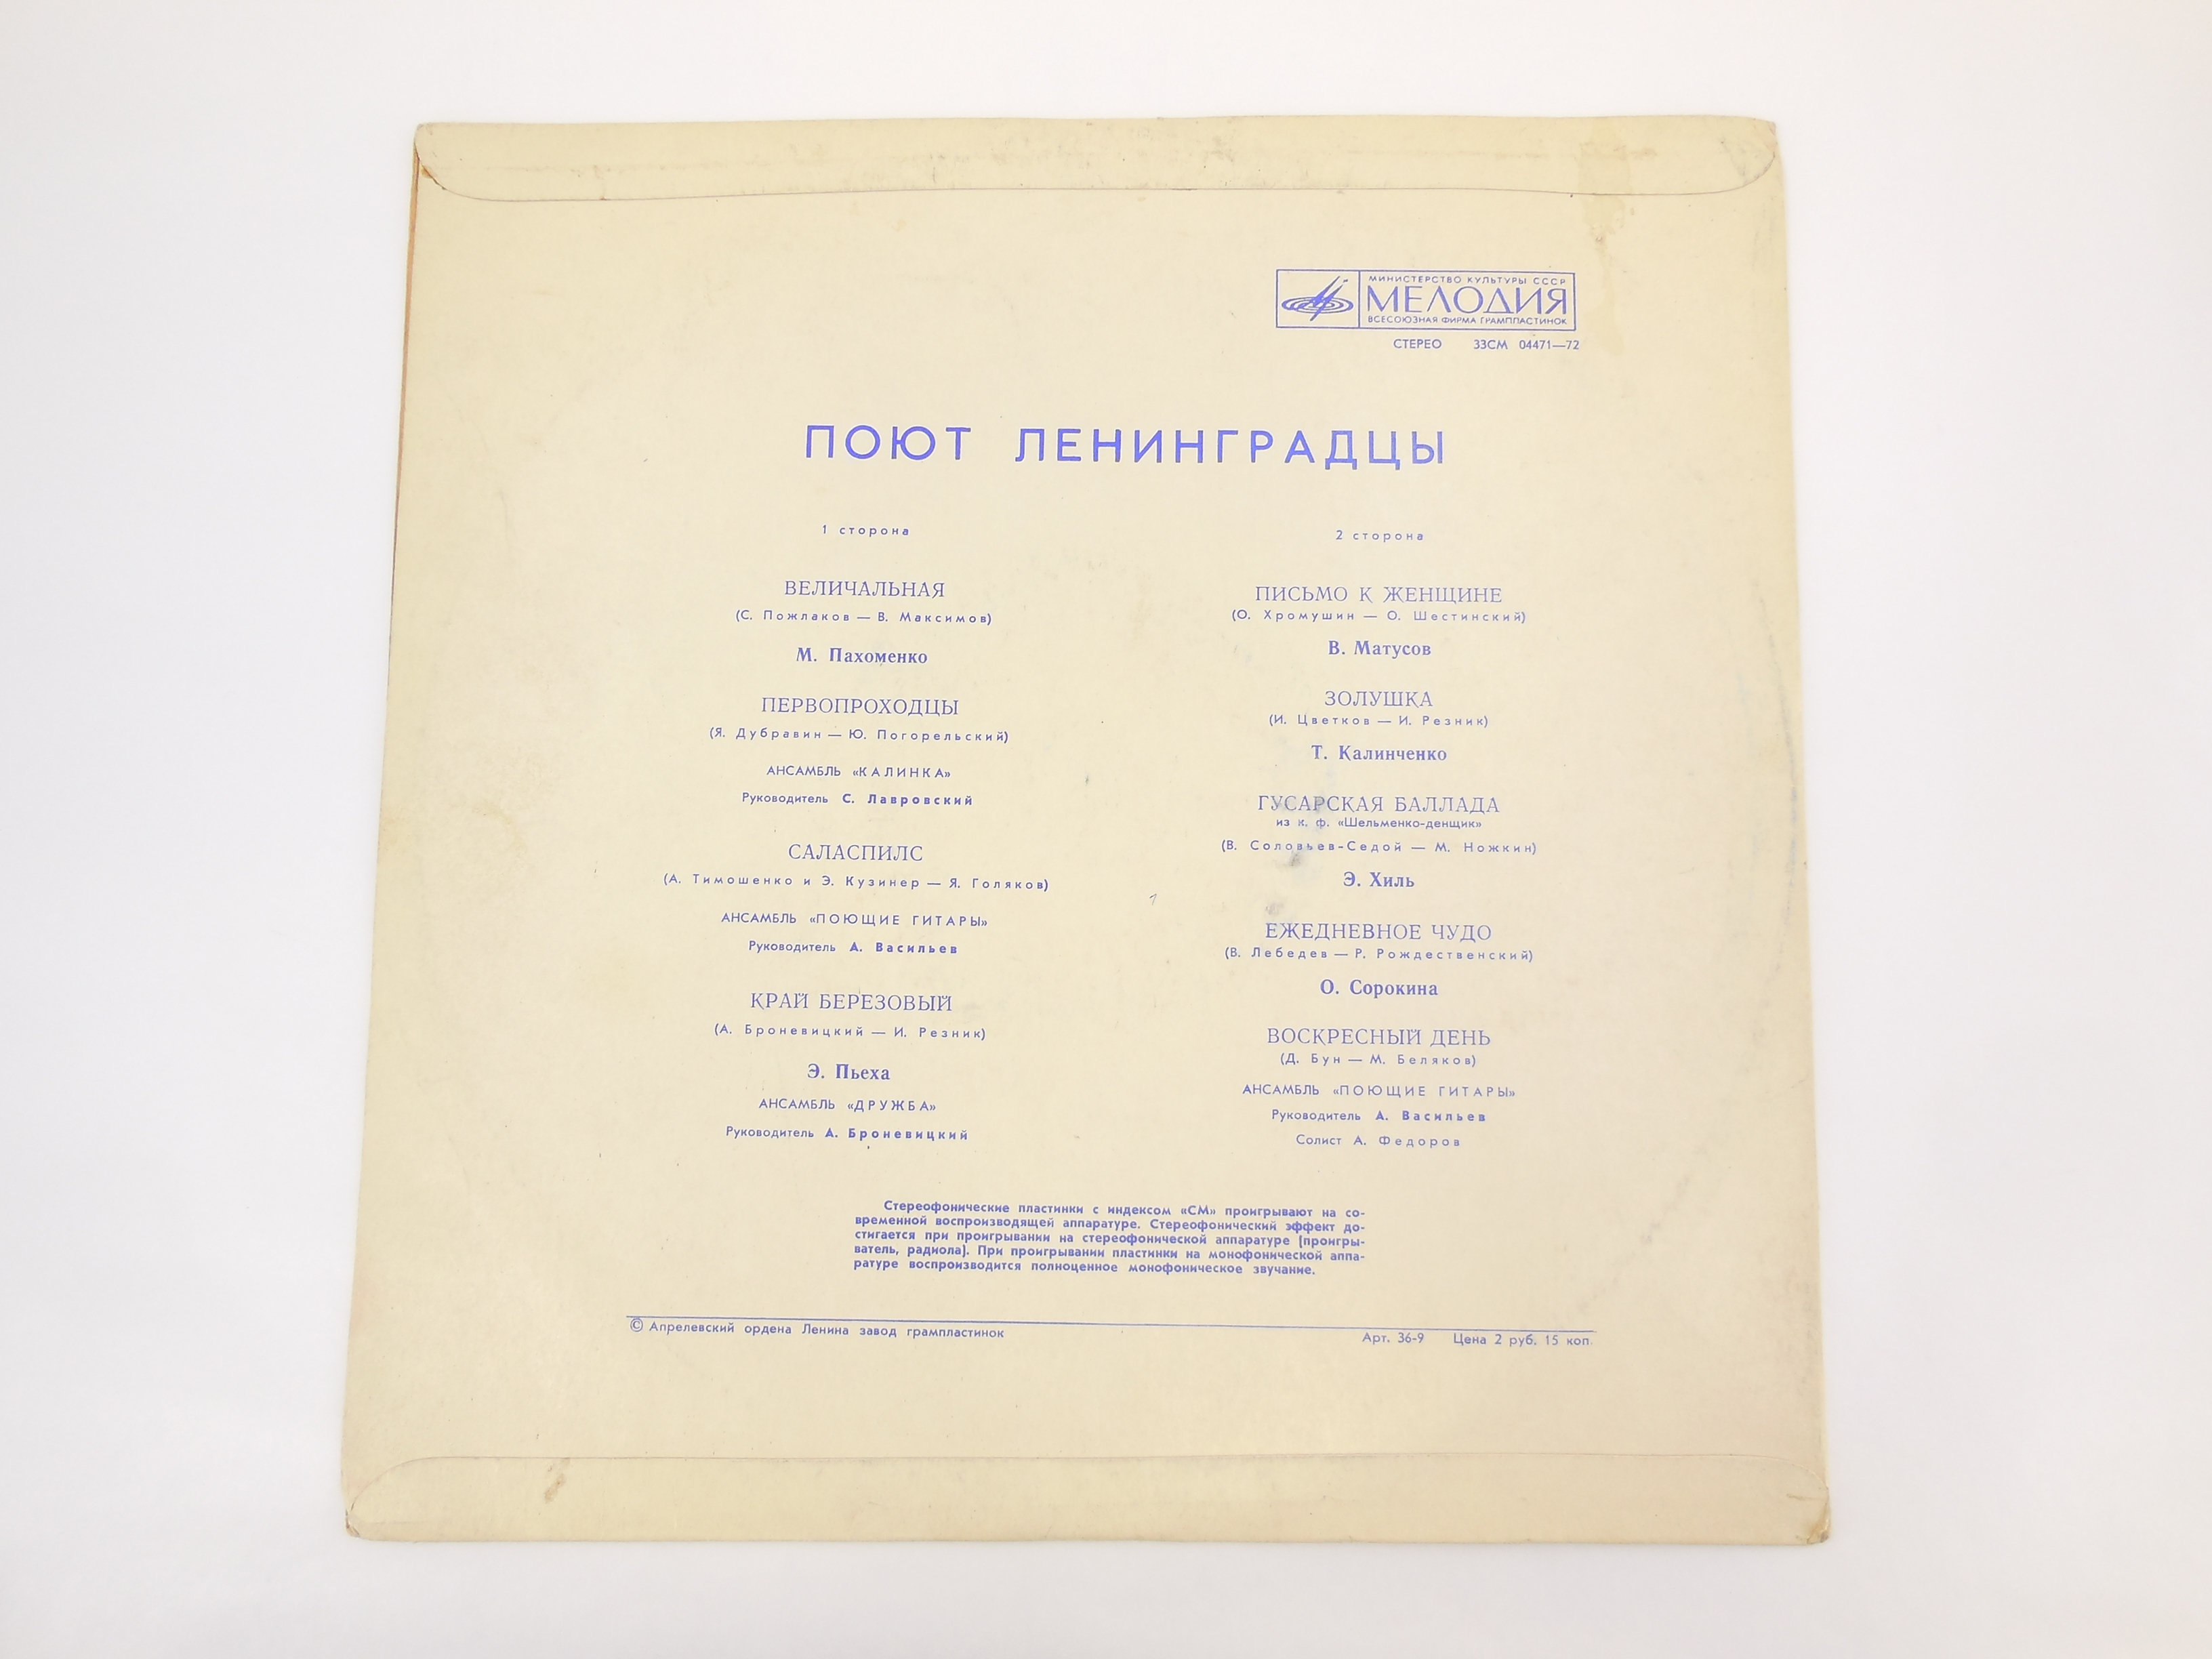 МИНИСТЕРСТВО КУЛЬТУРЫ СССР
МЕЛОДИЯ
ВСЕСОЮЗНАЯ ФИРМА ГРАМПЛАСТИНОК
СТЕРЕО 33СМ 04471—72
ПОЮТ ЛЕНИНГРАДЦЫ
1 сторона
ВЕЛИЧАЛЬНАЯ
(С. Пожлаков — В. Максимов)
М. Пахоменко
ПЕРВОПРОХОДЦЫ
(Я. Дубравин — Ю. Погорельский)
АНСАМБЛЬ «КАЛИНКА»
Руководитель С. Лавровский
САЛАСПИЛС
(А. Тимошенко и Э. Кузинер — Я. Голяков)
АНСАМБЛЬ «ПОЮЩИЕ ГИТАРЫ»
Руководитель А. Васильев
КРАЙ БЕРЕЗОВЫЙ
(А. Броневицкий — И. Резник)
Э. Пьеха
АНСАМБЛЬ «ДРУЖБА»
Руководитель А. Броневицкий
2 сторона
ПИСЬМО К ЖЕНЩИНЕ
(О. Хромушин — О. Шестинский)
В. Матусов
ЗОЛУШКА
(И. Цветков — И. Резник)
Т. Калинченко
ГУСАРСКАЯ БАЛЛАДА
из к. ф. «Шельменко-денщик»
(В. Соловьев-Седой — М. Ножкин)
Э. Хиль
ЕЖЕДНЕВНОЕ ЧУДО
(В. Лебедев — Р. Рождественский)
О. Сорокина
ВОСКРЕСНЫЙ ДЕНЬ
(Д. Бун — М. Беляков)
АНСАМБЛЬ «ПОЮЩИЕ ГИТАРЫ»
Руководитель А. Васильев
Солист А. Федоров
Стереофонические пластинки с индексом «СМ» проигрывают на со-
временной воспроизводящей аппаратуре. Стереофонический эффект до-
стигается при проигрывании на стереофонической аппаратуре (проигры-
ватель, радиола). При проигрывании пластинки на монофонической аппа-
ратуре воспроизводится полноценное монофоническое звучание.
© Апрелевский ордена Ленина завод грампластинок
Арт. 36-9 Цена 2 руб. 15 коп.